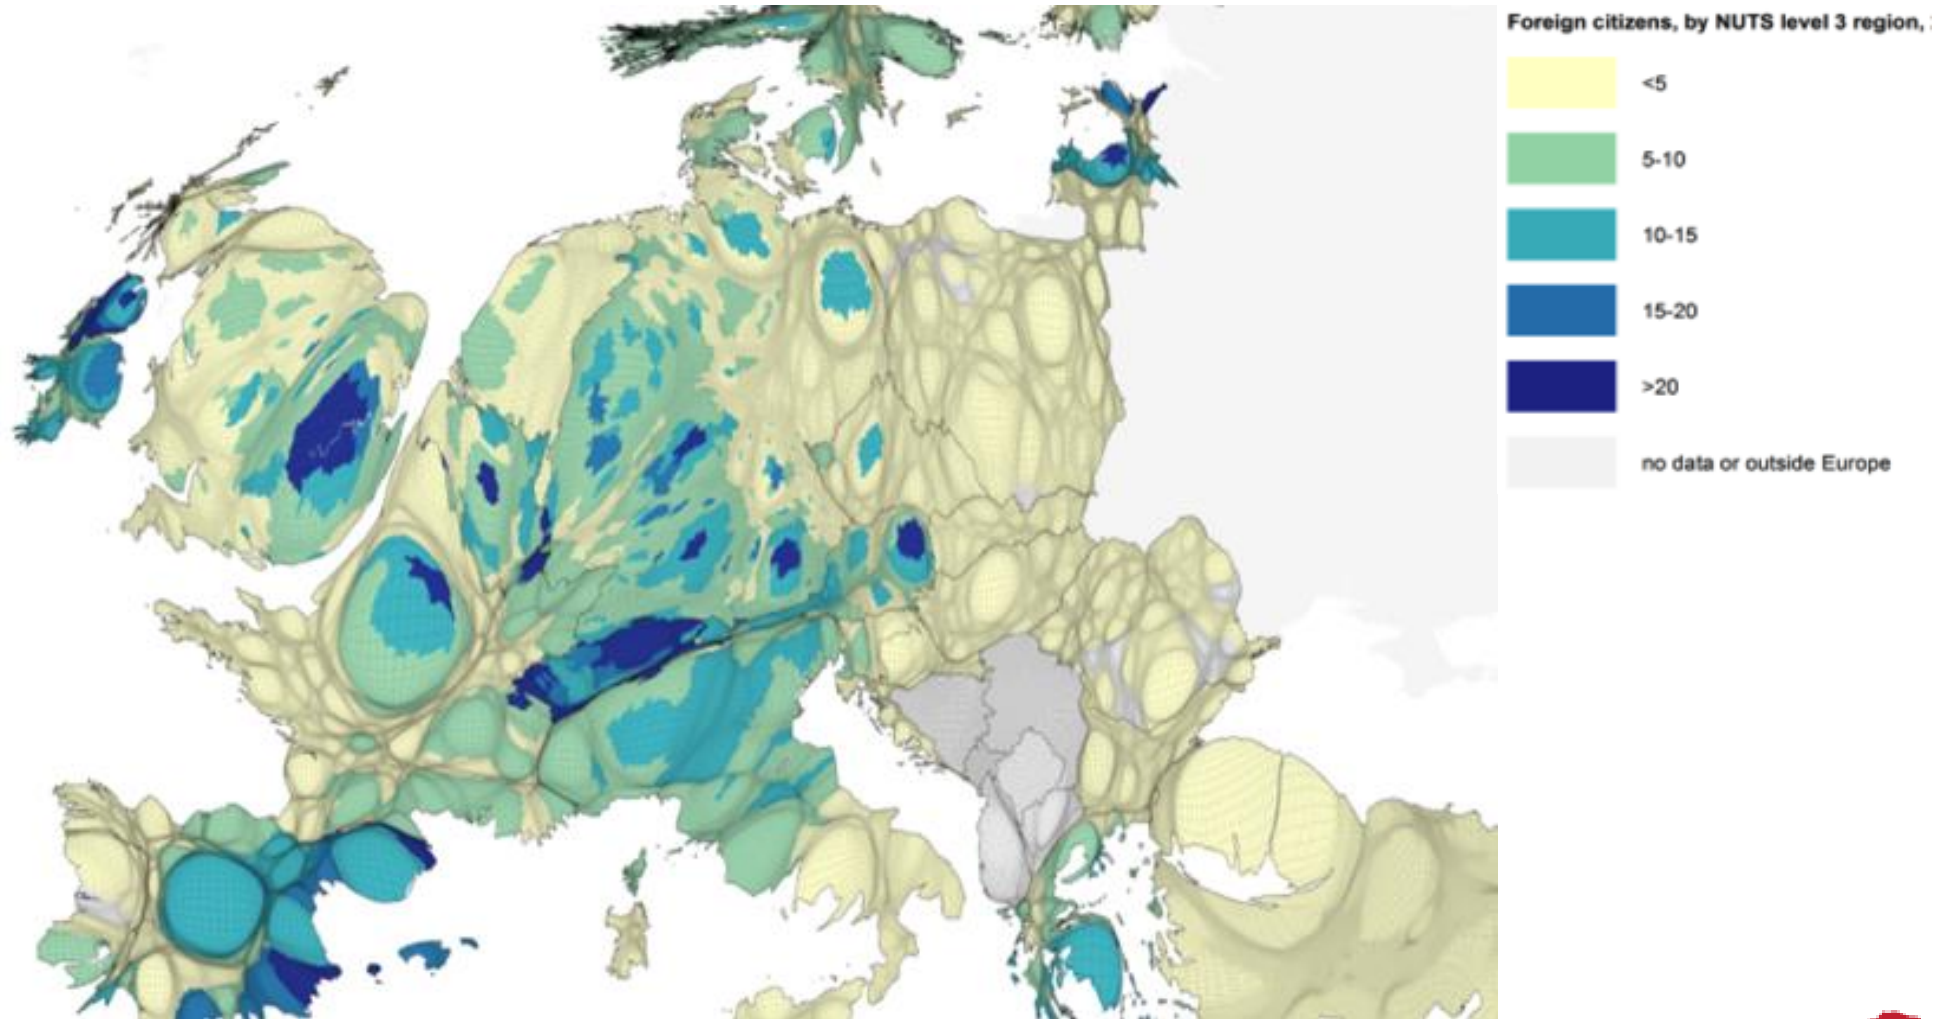 Foreign citizens, by NUTS level 3 region,
<5
5-10
10-15
15-20
>20
no data or outside Europe